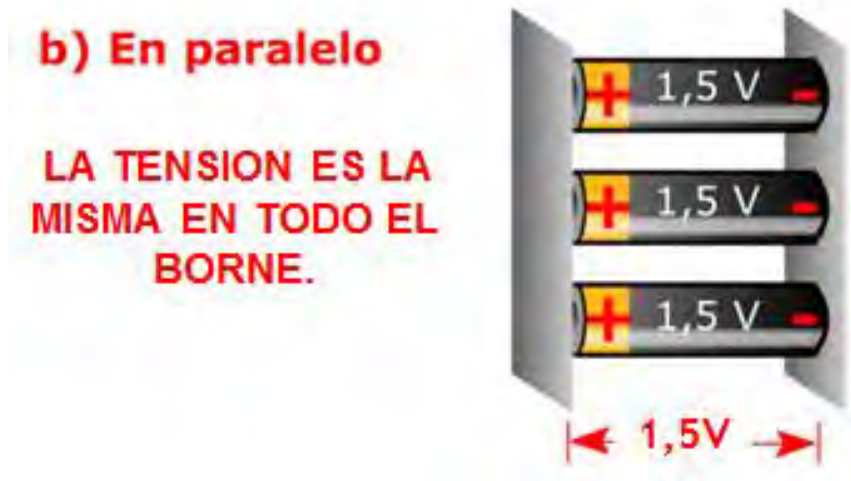 b) En paralelo
LA TENSION ES LA
MISMA EN TODO EL
BORNE.
+ 1,5 V -
+ 1,5 V -
+ 1,5 V -
1,5V